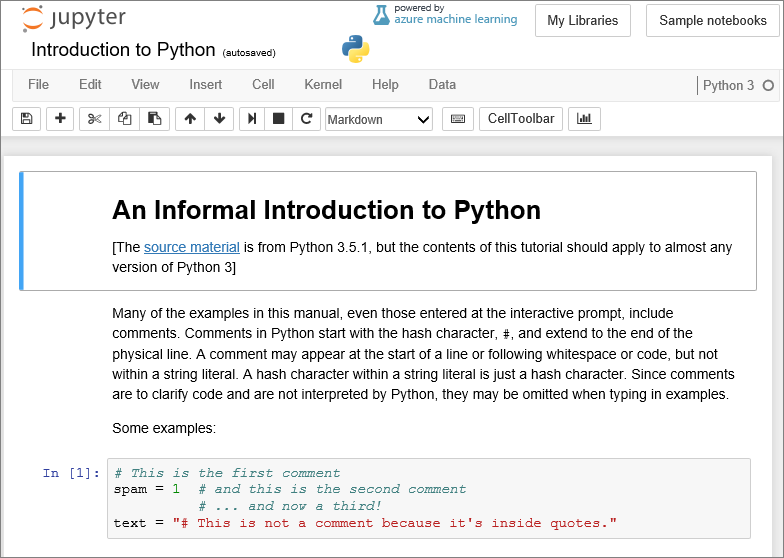 jupyter
powered by
azure machine learning
My Libraries
Sample notebooks
Introduction to Python (autosaved)
File Edit View Insert Cell Kernel Help Data Python 3
Markdown CellToolbar
An Informal Introduction to Python
[The source material is from Python 3.5.1, but the contents of this tutorial should apply to almost any
version of Python 3]
Many of the examples in this manual, even those entered at the interactive prompt, include
comments. Comments in Python start with the hash character, #, and extend to the end of the
physical line. A comment may appear at the start of a line or following whitespace or code, but not
within a string literal. A hash character within a string literal is just a hash character. Since comments
are to clarify code and are not interpreted by Python, they may be omitted when typing in examples.
Some examples:
In [1]: # This is the first comment
spam = 1  # and this is the second comment
          # ... and now a third!
text = "# This is not a comment because it's inside quotes."